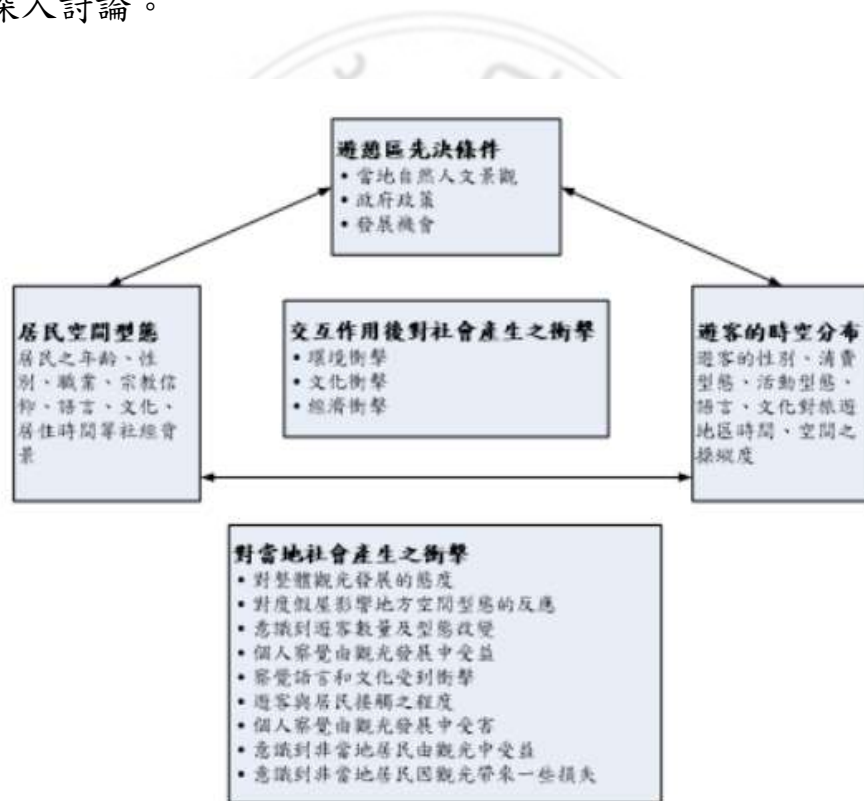 深入討論。
遊憩區先決條件
• 當地自然人文景觀
• 政府政策
• 發展機會
居民空間型態
居民之年齡、性
別、職業、宗教信
仰、語言、文化、
居住時間等社經背
景
交互作用後對社會產生之衝擊
• 環境衝擊
• 文化衝擊
• 經濟衝擊
遊客的時空分布
遊客的性別、消費
型態、活動型態、
語言、文化對旅遊
地區時間、空間之
操縱度
對當地社會產生之衝擊
• 對整體觀光發展的態度
• 對度假屋影響地方空間型態的反應
• 意識到遊客數量及型態改變
• 個人察覺由觀光發展中受益
• 察覺語言和文化受到衝擊
• 遊客與居民接觸之程度
• 個人察覺由觀光發展中受害
• 意識到非當地居民由觀光中受益
• 意識到非當地居民因觀光帶來一些損失